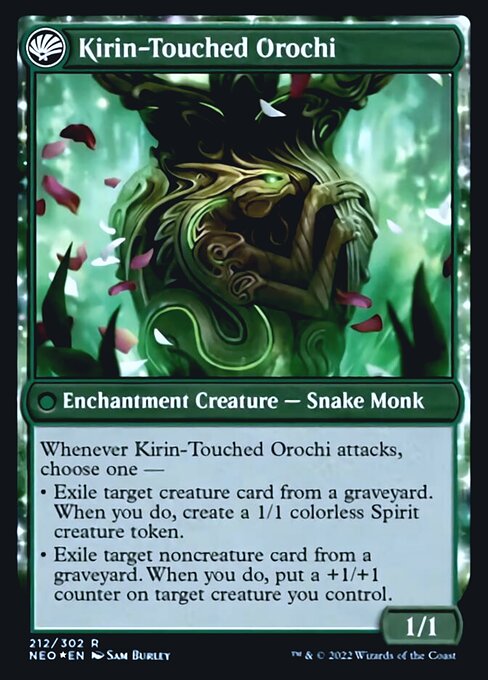 Kirin-Touched Orochi
Enchantment Creature — Snake Monk
Whenever Kirin-Touched Orochi attacks,
choose one —
• Exile target creature card from a graveyard.
When you do, create a 1/1 colorless Spirit
creature token.
• Exile target noncreature card from a
graveyard. When you do, put a +1/+1
counter on target creature you control.
1/1
212/302 R
NEO★EN Sam Burley
™ & © 2022 Wizards of the Coast